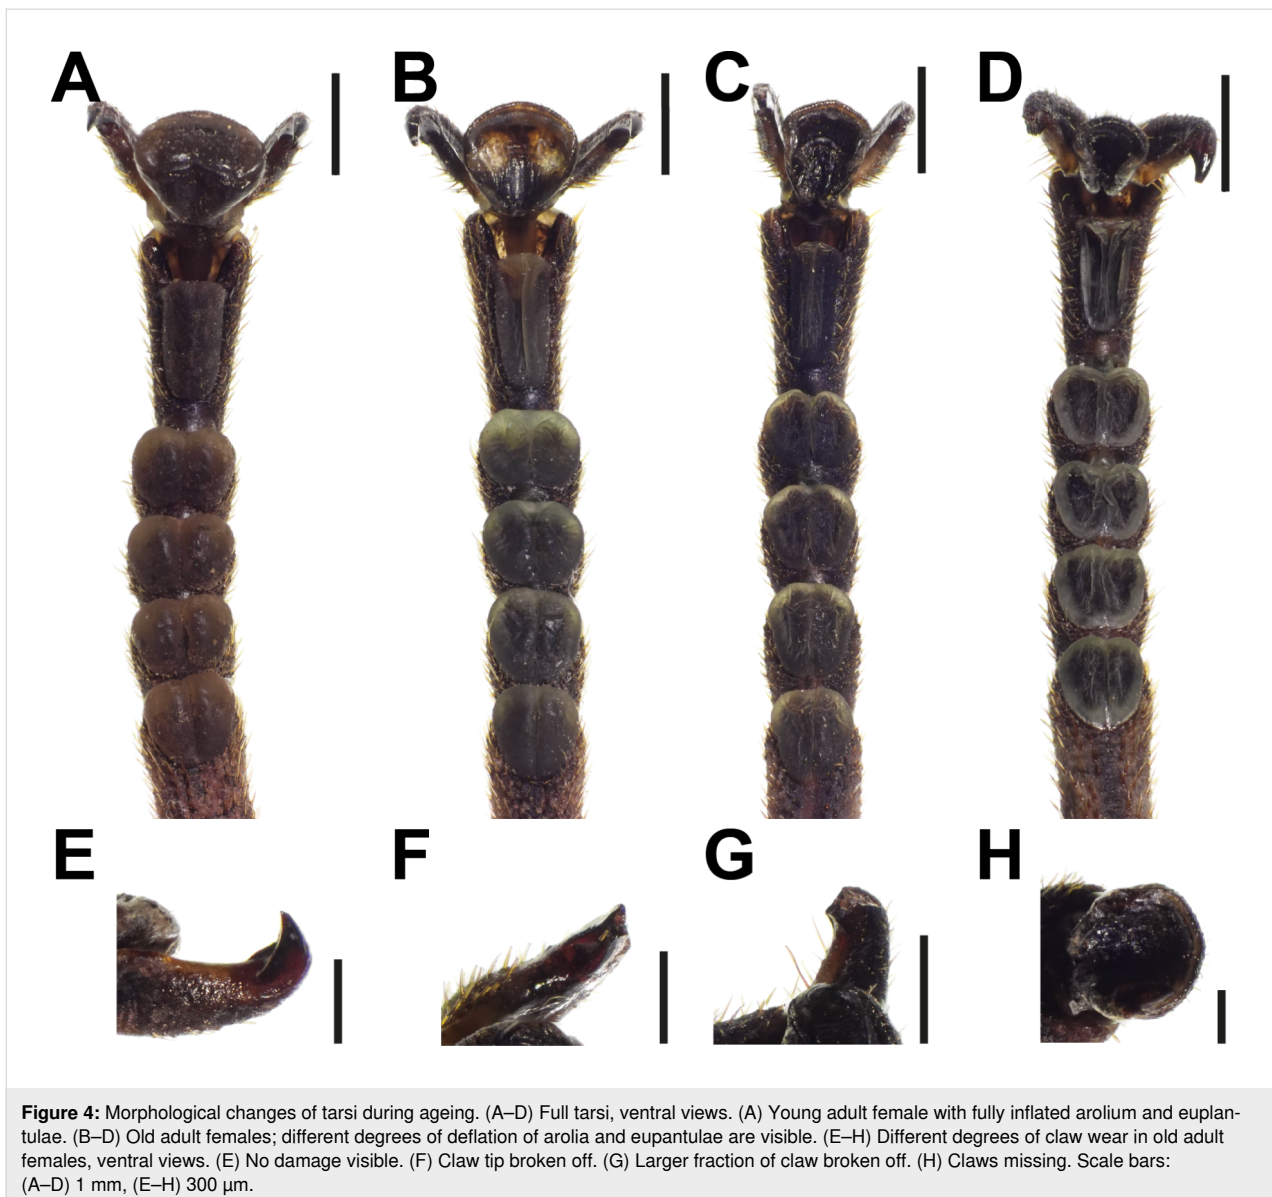 A B C D
E F G H
Figure 4: Morphological changes of tarsi during ageing. (A–D) Full tarsi, ventral views. (A) Young adult female with fully inflated arolium and euplan-
tulae. (B–D) Old adult females; different degrees of deflation of arolia and eupantulae are visible. (E–H) Different degrees of claw wear in old adult
females, ventral views. (E) No damage visible. (F) Claw tip broken off. (G) Larger fraction of claw broken off. (H) Claws missing. Scale bars:
(A–D) 1 mm, (E–H) 300 μm.